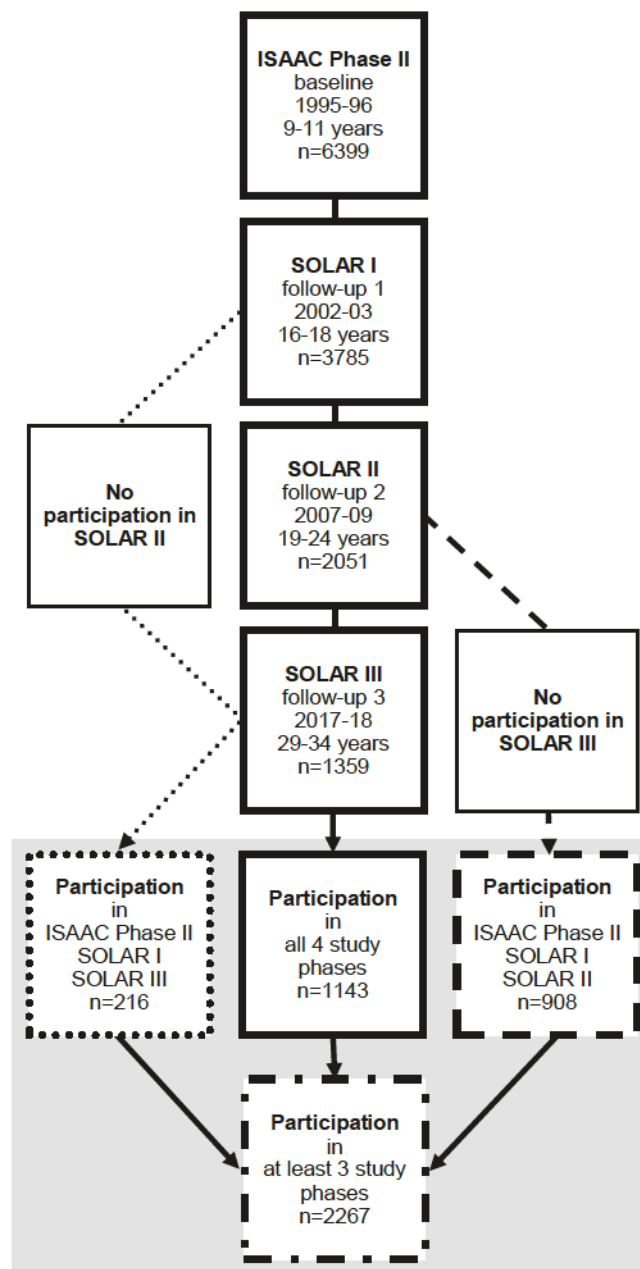 ISAAC Phase II
baseline
1995-96
9-11 years
n=6399
SOLAR I
follow-up 1
2002-03
16-18 years
n=3785
No
participation in
SOLAR II
SOLAR II
follow-up 2
2007-09
19-24 years
n=2051
SOLAR III
follow-up 3
2017-18
29-34 years
n=1359
No
participation in
SOLAR III
Participation
in
ISAAC Phase II
SOLAR I
SOLAR III
n=216
Participation
in
all 4 study
phases
n=1143
Participation
in
ISAAC Phase II
SOLAR I
SOLAR II
n=908
Participation
in
at least 3 study
phases
n=2267